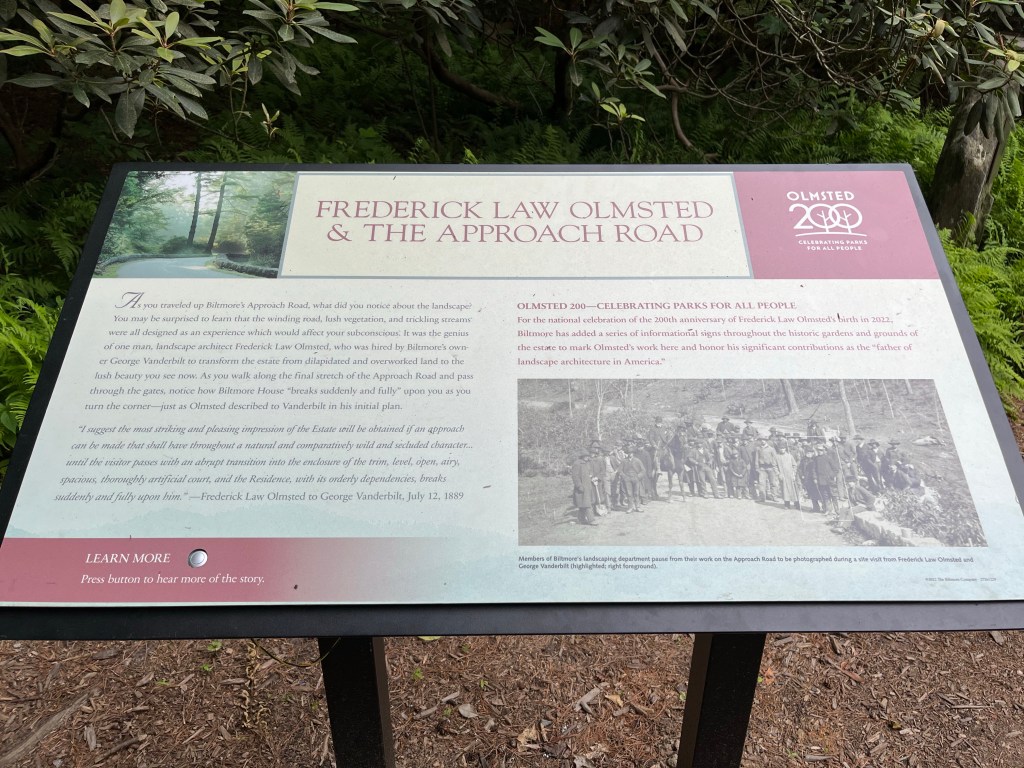 FREDERICK LAW OLMSTED
& THE APPROACH ROAD
OLMSTED
200
CELEBRATING PARKS
FOR ALL PEOPLE
As you traveled up Biltmore's Approach Road, what did you notice about the landscape?
You may be surprised to learn that the winding road, lush vegetation, and trickling streams
were all designed as an experience which would affect your subconscious. It was the genius
of one man, landscape architect Frederick Law Olmsted, who was hired by Biltmore's own-
er George Vanderbilt to transform the estate from dilapidated and overworked land to the
lush beauty you see now. As you walk along the final stretch of the Approach Road and pass
through the gates, notice how Biltmore House "breaks suddenly and fully" upon you as you
turn the corner—just as Olmsted described to Vanderbilt in his initial plan.
"I suggest the most striking and pleasing impression of the Estate will be obtained if an approach
can be made that shall have throughout a natural and comparatively wild and secluded character...
until the visitor passes with an abrupt transition into the enclosure of the trim, level, open, airy,
spacious, thoroughly artificial court, and the Residence, with its orderly dependencies, breaks
suddenly and fully upon him." —Frederick Law Olmsted to George Vanderbilt, July 12, 1889
LEARN MORE
Press button to hear more of the story.
OLMSTED 200—CELEBRATING PARKS FOR ALL PEOPLE
For the national celebration of the 200th anniversary of Frederick Law Olmsted's birth in 2022,
Biltmore has added a series of informational signs throughout the historic gardens and grounds of
the estate to mark Olmsted's work here and honor his significant contributions as the "father of
landscape architecture in America."
Members of Biltmore's landscaping department pause from their work on the Approach Road to be photographed during a site visit from Frederick Law Olmsted and
George Vanderbilt (highlighted; right foreground).
The Biltmore Company